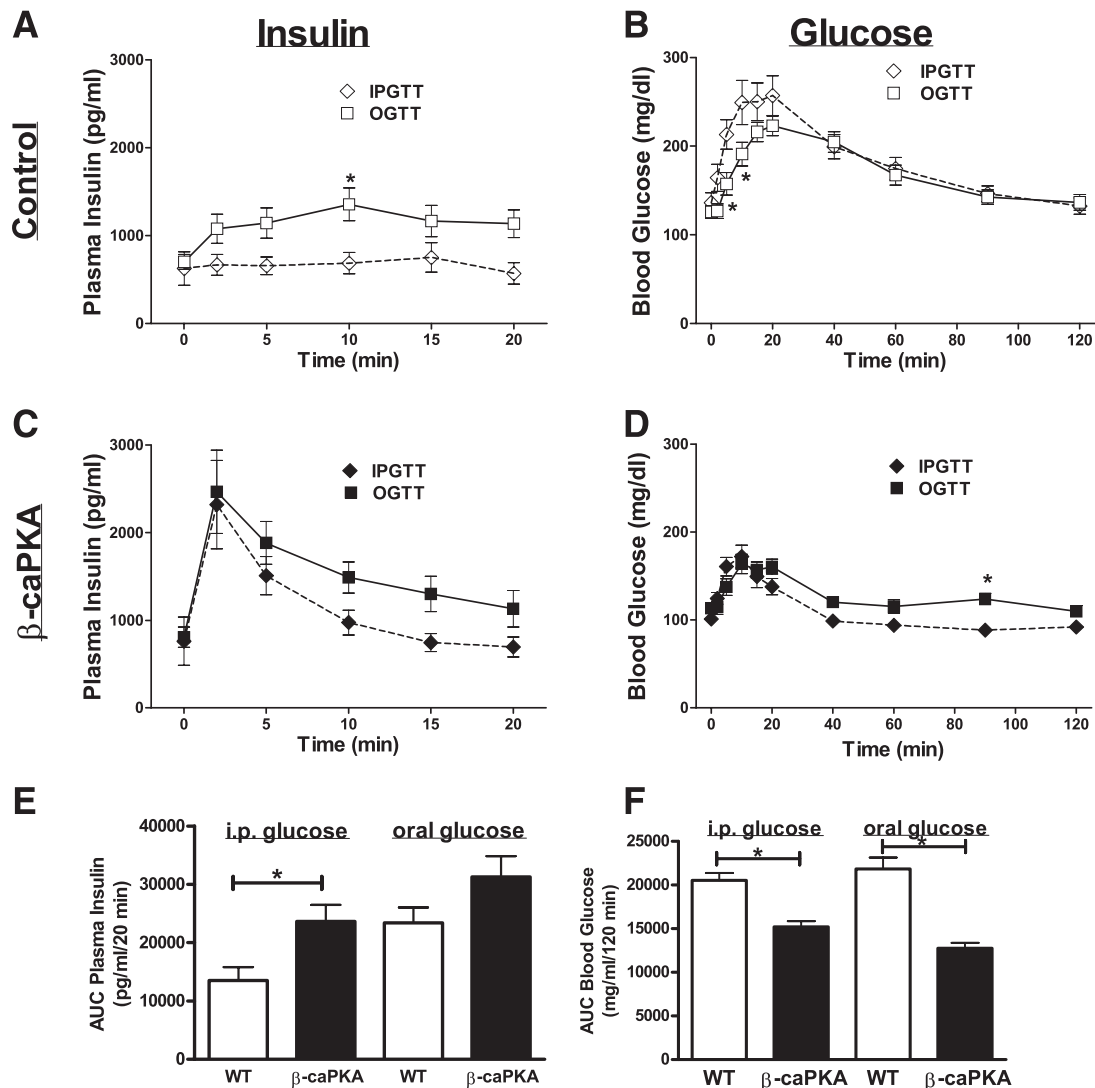 A
Insulin
Control
Plasma Insulin (pg/ml)
3000
2000
1000
0
IPGTT
OGTT
*
0 5 10 15 20
Time (min)
B
Glucose
Blood Glucose (mg/dl)
300
200
100
0
IPGTT
OGTT
*
*
0 20 40 60 80 100 120
Time (min)
C
β-caPKA
Plasma Insulin (pg/ml)
3000
2000
1000
0
IPGTT
OGTT
0 5 10 15 20
Time (min)
D
Blood Glucose (mg/dl)
300
200
100
0
IPGTT
OGTT
*
0 20 40 60 80 100 120
Time (min)
E
AUC Plasma Insulin
(pg/ml/20 min)
40000
30000
20000
10000
0
i.p. glucose oral glucose
*
WT β-caPKA WT β-caPKA
F
AUC Blood Glucose
(mg/ml/120 min)
25000
20000
15000
10000
5000
0
i.p. glucose oral glucose
* *
WT β-caPKA WT β-caPKA